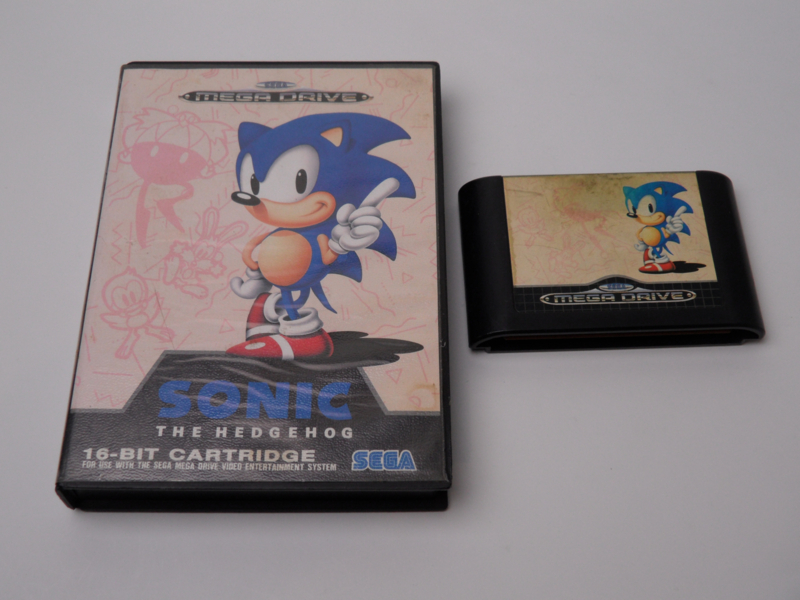 SEGA
MEGA DRIVE
SONIC
THE HEDGEHOG
16-BIT CARTRIDGE
FOR USE WITH THE SEGA MEGA DRIVE VIDEO ENTERTAINMENT SYSTEM
SEGA
SEGA
MEGA DRIVE